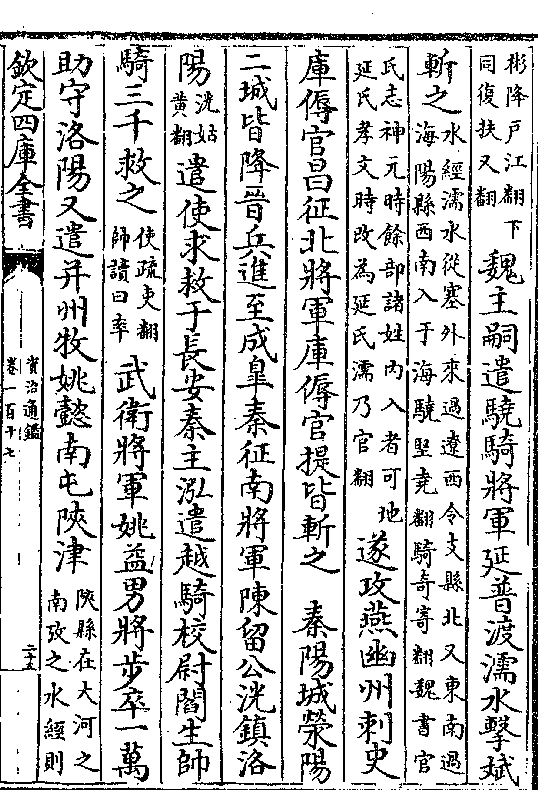 彬降戶江翻下
同復扶又翻
魏主嗣遣驍騎將軍延普渡濡水擊斌
斬之
水經濡水從塞外來過遼西令支縣北又東南過
海陽縣西南入于海驍堅堯翻騎奇寄翻魏書官
氏志神元時餘部諸姓内入者可地
延氏孝文時改為延氏濡乃官翻
遂攻燕幽州刺史
庫傉官昌征北將軍庫傉官提皆斬之 秦陽城滎陽
二城皆降晉兵進至成皐秦征南將軍陳留公洸鎮洛
陽
洸姑
黄翻
遣使求救于長安秦主泓遣越騎校尉閻生帥
騎三千救之
使疏吏翻
師讀曰率
武衛將軍姚益男將步卒一萬
助守洛陽又遣并州牧姚懿南屯陜津
陜縣在大河之
南攷之水經則
欽定四庫全書
資治通鑑
卷一百十七